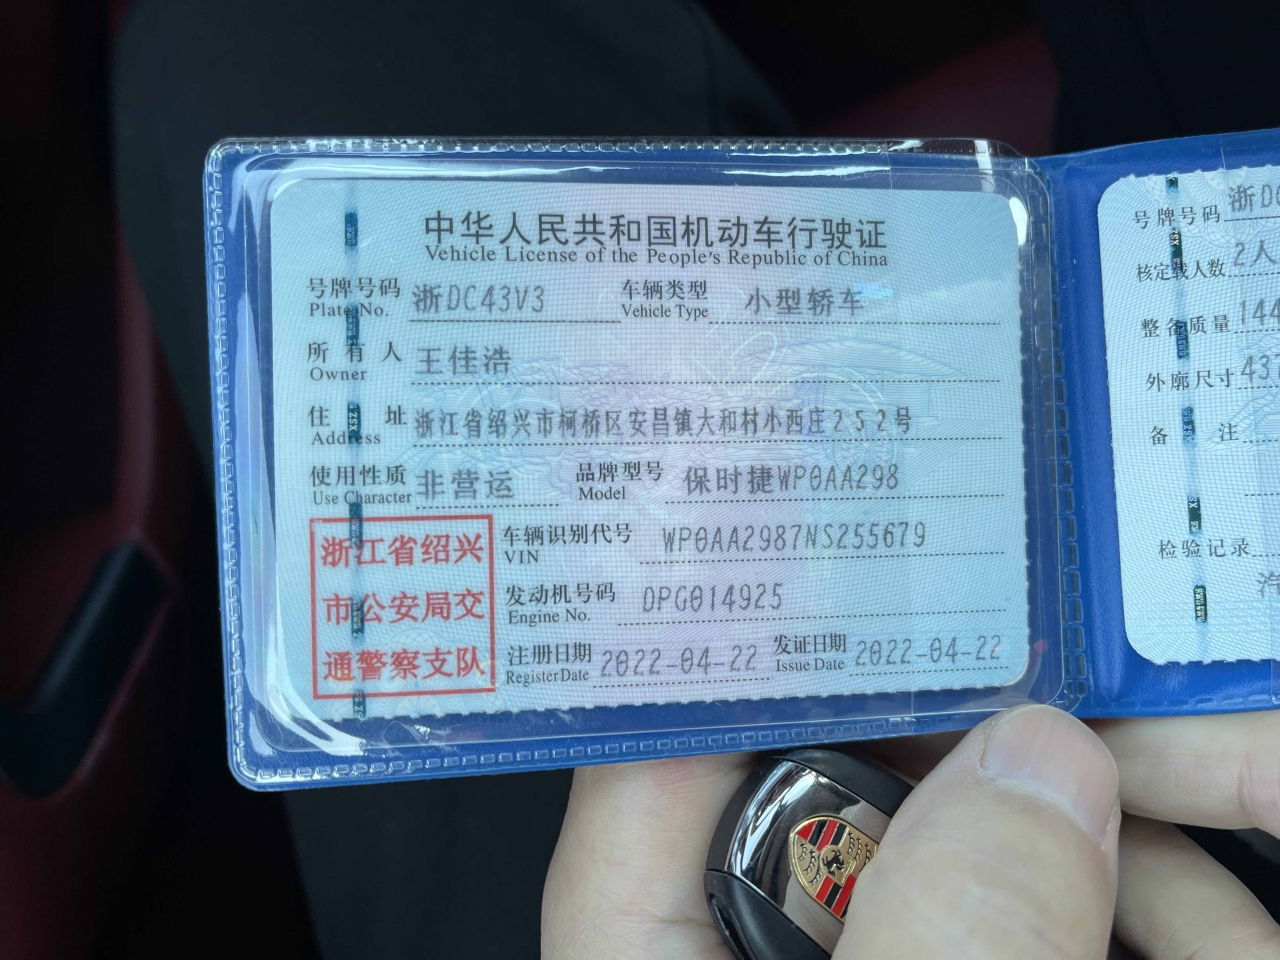 中华人民共和国机动车行驶证
Vehicle License of the People's Republic of China
号牌号码 浙DC43V3 车辆类型 小型轿车
Plate No. Vehicle Type
所有人 王佳浩
Owner
住址 浙江省绍兴市柯桥区安昌镇大和村小西庄252号
Address
使用性质 非营运 品牌型号 保时捷WP0AA298
Use Character Model
浙江省绍兴
市公安局交
通警察支队
车辆识别代号 WP0AA2987NS255679
VIN
发动机号码 DPG014925
Engine No.
注册日期 2022-04-22 发证日期 2022-04-22
Register Date Issue Date
号牌号码 浙DC
核定载人数 2人
整备质量 144
外廓尺寸 437
备注
检验记录